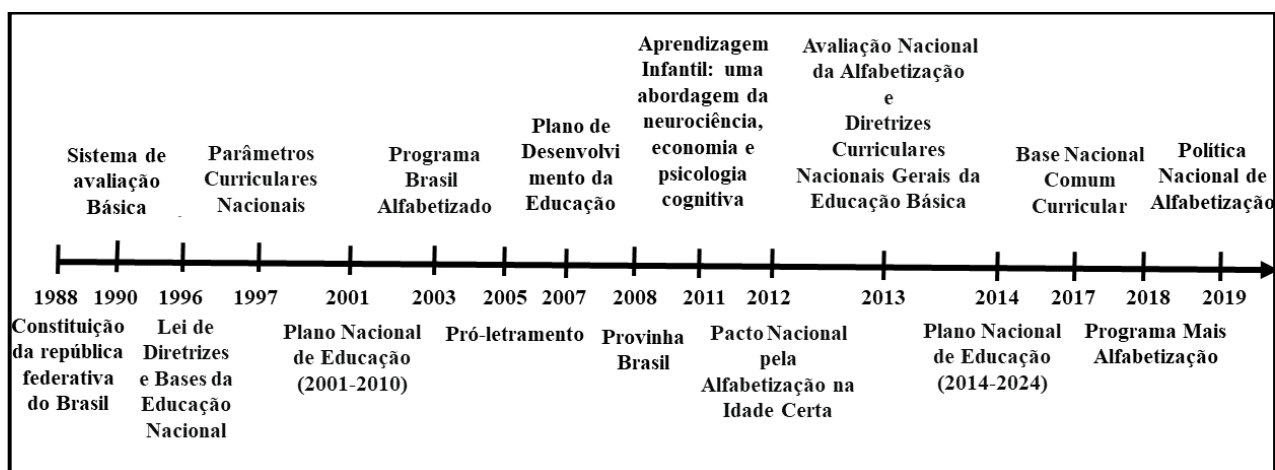 Sistema de
avaliação
Básica
Parâmetros
Curriculares
Nacionais
Programa
Brasil
Alfabetizado
Plano de
Desenvolvi
mento da
Educação
Aprendizagem
Infantil: uma
abordagem da
neurociência,
economia e
psicologia
cognitiva
Avaliação Nacional
da Alfabetização
e
Diretrizes
Curriculares
Nacionais Gerais da
Educação Básica
Base Nacional
Comum
Curricular
Política
Nacional de
Alfabetização
1988 1990 1996 1997 2001 2003 2005 2007 2008 2011 2012 2013 2014 2017 2018 2019
Constituição
da república
federativa
do Brasil
Lei de
Diretrizes
e Bases da
Educação
Nacional
Plano Nacional
de Educação
(2001-2010)
Pró-letramento
Provinha
Brasil
Pacto Nacional
pela
Alfabetização na
Idade Certa
Plano Nacional
de Educação
(2014-2024)
Programa Mais
Alfabetização